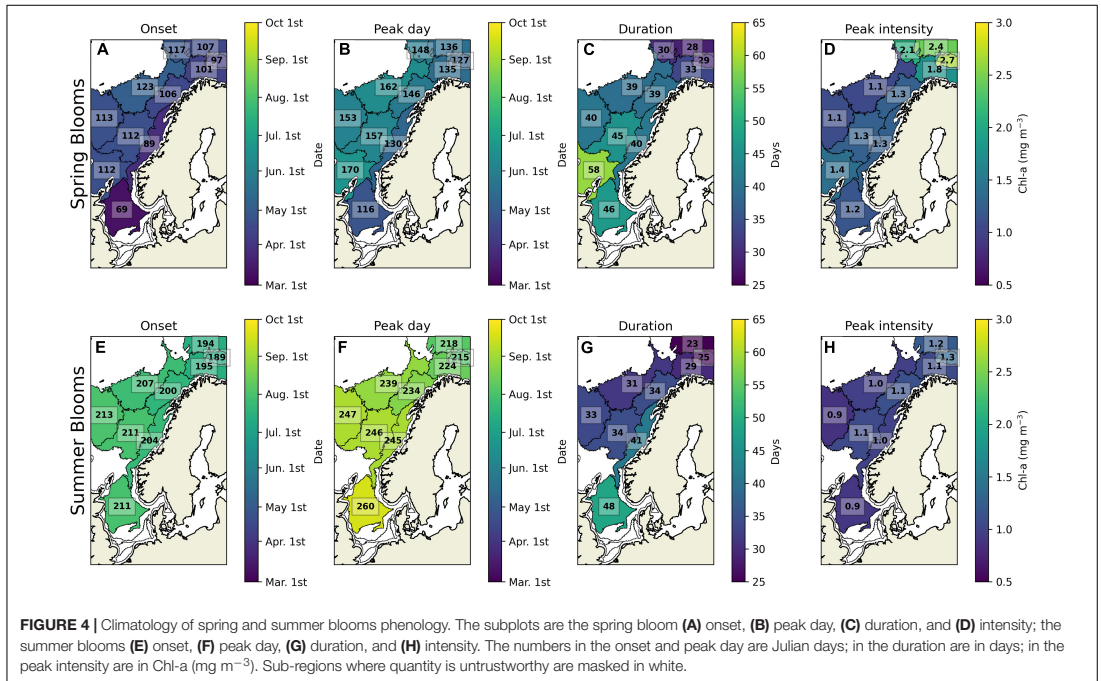 Onset
Peak day
Duration
Peak intensity
Spring Blooms
A
117
107
97
101
123
106
113
112
89
112
69
Oct 1st
Sep. 1st
Aug. 1st
Jul. 1st
Jun. 1st
May 1st
Apr. 1st
Mar. 1st
Date
B
148
136
127
135
162
146
153
157
130
170
116
Oct 1st
Sep. 1st
Aug. 1st
Jul. 1st
Jun. 1st
May 1st
Apr. 1st
Mar. 1st
Date
C
30
28
29
33
39
39
40
45
40
58
46
65
60
55
50
45
40
35
30
25
Days
D
2.1
2.4
2.7
1.8
1.1
1.3
1.1
1.3
1.3
1.4
1.2
3.0
2.5
2.0
1.5
1.0
0.5
Chl-a (mg m⁻³)
Onset
Peak day
Duration
Peak intensity
Summer Blooms
E
194
189
195
207
200
213
211
204
211
Oct 1st
Sep. 1st
Aug. 1st
Jul. 1st
Jun. 1st
May 1st
Apr. 1st
Mar. 1st
Date
F
218
215
224
239
234
247
246
245
260
Oct 1st
Sep. 1st
Aug. 1st
Jul. 1st
Jun. 1st
May 1st
Apr. 1st
Mar. 1st
Date
G
23
25
29
31
34
33
34
41
48
65
60
55
50
45
40
35
30
25
Days
H
1.2
1.3
1.1
1.0
1.1
0.9
1.1
1.0
0.9
3.0
2.5
2.0
1.5
1.0
0.5
Chl-a (mg m⁻³)
FIGURE 4 | Climatology of spring and summer blooms phenology. The subplots are the spring bloom (A) onset, (B) peak day, (C) duration, and (D) intensity; the
summer blooms (E) onset, (F) peak day, (G) duration, and (H) intensity. The numbers in the onset and peak day are Julian days; in the duration are in days; in the
peak intensity are in Chl-a (mg m⁻³). Sub-regions where quantity is untrustworthy are masked in white.